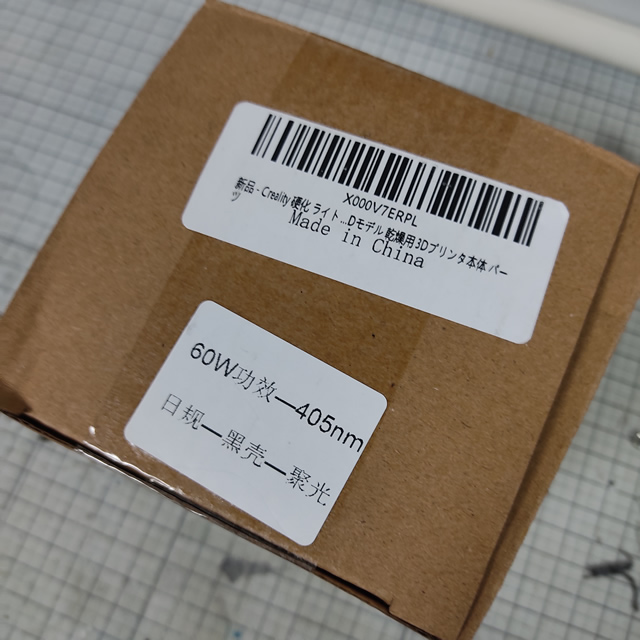 X000V7ERPL
新品 - Creality 硬化 ライト...Dモデル 乾燥用 3Dプリンタ本体 パー
ツ
Made in China
60W功效—405nm
日规—黑壳—聚光